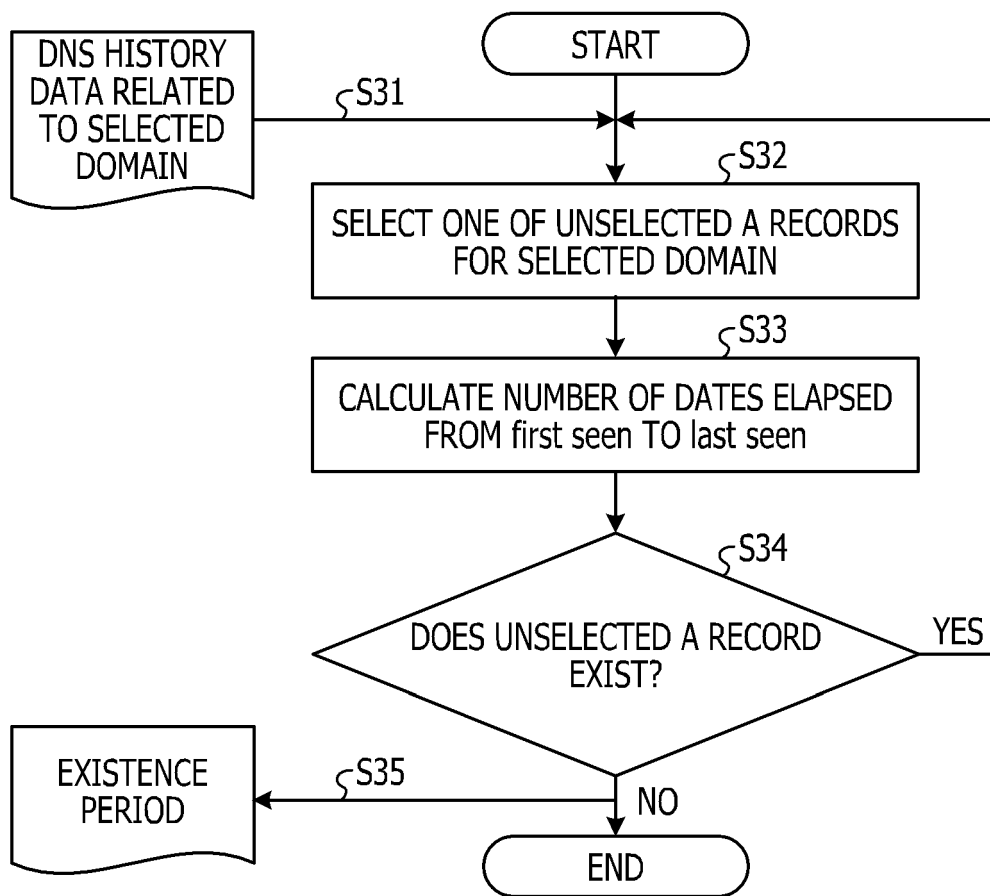 START
DNS HISTORY
DATA RELATED
TO SELECTED
DOMAIN
S31
S32
SELECT ONE OF UNSELECTED A RECORDS
FOR SELECTED DOMAIN
S33
CALCULATE NUMBER OF DATES ELAPSED
FROM first seen TO last seen
S34
DOES UNSELECTED A RECORD
EXIST?
YES
EXISTENCE
PERIOD
S35
NO
END